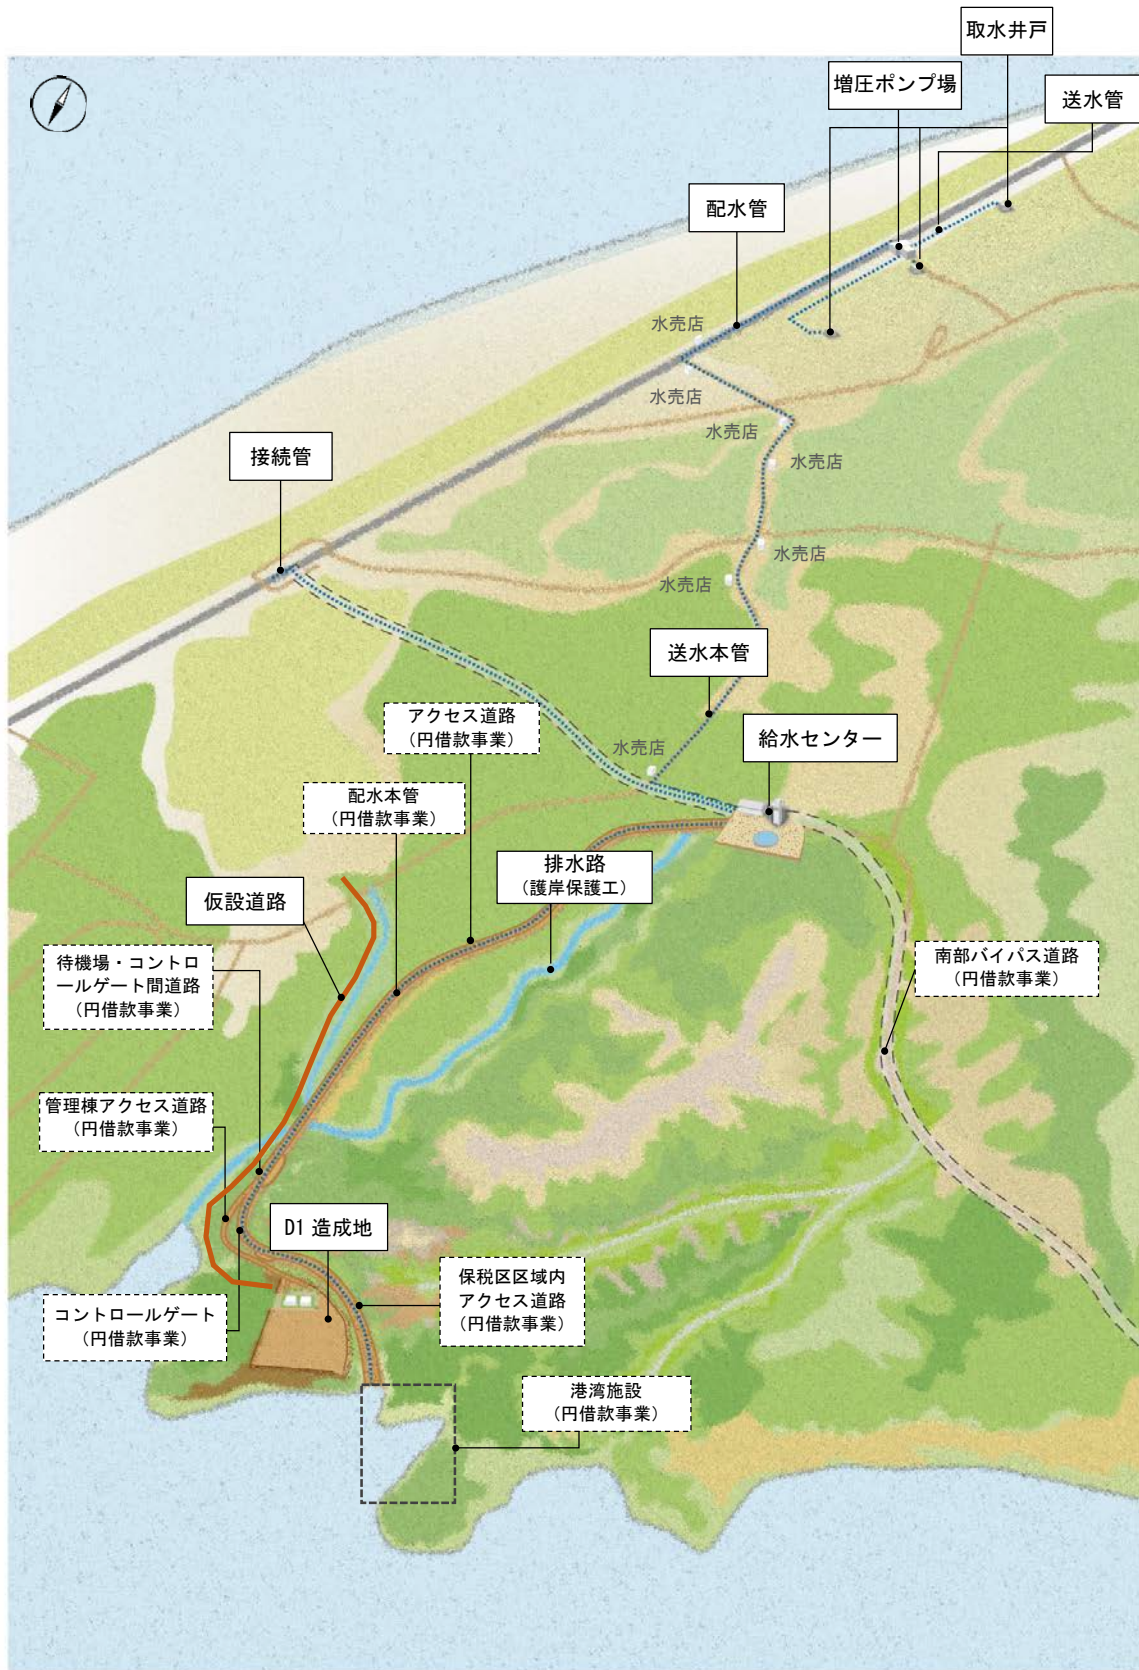 取水井戸
増圧ポンプ場
送水管
配水管
水売店
水売店
水売店
接続管
水売店
水売店
水売店
送水本管
アクセス道路
(円借款事業)
給水センター
水売店
配水本管
(円借款事業)
排水路
(護岸保護工)
仮設道路
待機場・コントロ
ールゲート間道路
(円借款事業)
南部バイパス道路
(円借款事業)
管理棟アクセス道路
(円借款事業)
D1 造成地
保税区区域内
アクセス道路
(円借款事業)
コントロールゲート
(円借款事業)
港湾施設
(円借款事業)